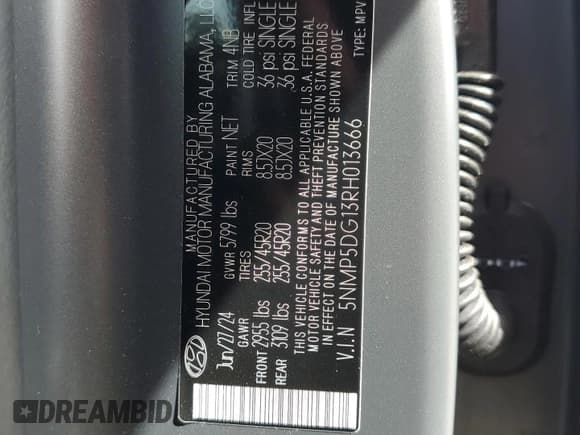 MANUFACTURED BY
HYUNDAI MOTOR MANUFACTURING ALABAMA, LLC
Jun/27/24 GVWR 5799 lbs PAINT NET TRIM 4NB
GAWR TIRES RIMS COLD TIRE INFL
FRONT 2955 lbs 255/45R20 8.5JX20 36 psi SINGLE
REAR 3109 lbs 255/45R20 8.5JX20 36 psi SINGLE
THIS VEHICLE CONFORMS TO ALL APPLICABLE U.S.A. FEDERAL
MOTOR VEHICLE SAFETY AND THEFT PREVENTION STANDARDS
IN EFFECT ON THE DATE OF MANUFACTURE SHOWN ABOVE
V.I.N 5NMP5DG13RH013666 TYPE: MPV
DREAMBID